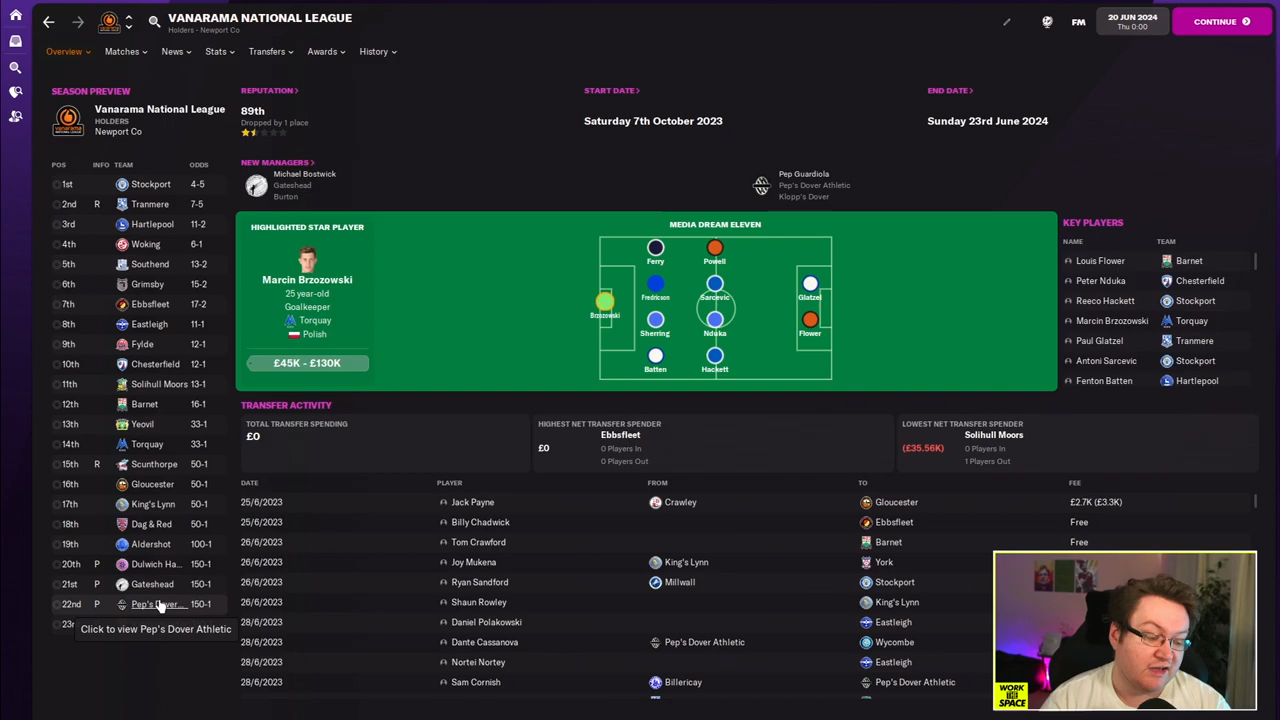 VANARAMA NATIONAL LEAGUE
Holders - Newport Co
FM
20 JUN 2024
Thu 0:00
CONTINUE
Overview
Matches
News
Stats
Transfers
Awards
History
SEASON PREVIEW
Vanarama National League
HOLDERS
Newport Co
REPUTATION >
89th
Dropped by 1 place
START DATE >
Saturday 7th October 2023
END DATE >
Sunday 23rd June 2024
NEW MANAGERS >
Michael Bostwick
Gateshead
Burton
Pep Guardiola
Pep's Dover Athletic
Klopp's Dover
POS INFO TEAM ODDS
1st Stockport 4-5
2nd R Tranmere 7-5
3rd Hartlepool 11-2
4th Woking 6-1
5th Southend 13-2
6th Grimsby 15-2
7th Ebbsfleet 17-2
8th Eastleigh 11-1
9th Fylde 12-1
10th Chesterfield 12-1
11th Solihull Moors 13-1
12th Barnet 16-1
13th Yeovil 33-1
14th Torquay 33-1
15th R Scunthorpe 50-1
16th Gloucester 50-1
17th King's Lynn 50-1
18th Dag & Red 50-1
19th Aldershot 100-1
20th P Dulwich Ha... 150-1
21st P Gateshead 150-1
22nd P Pep's Dover... 150-1
Click to view Pep's Dover Athletic
HIGHLIGHTED STAR PLAYER
Marcin Brzozowski
25 year-old
Goalkeeper
Torquay
Polish
£45K - £130K
MEDIA DREAM ELEVEN
Ferry
Powell
Fredricson
Sarcevic
Glatzel
Brzozowski
Sherring
Nduka
Flower
Batten
Hackett
KEY PLAYERS
NAME TEAM
Louis Flower Barnet
Peter Nduka Chesterfield
Reeco Hackett Stockport
Marcin Brzozowski Torquay
Paul Glatzel Tranmere
Antoni Sarcevic Stockport
Fenton Batten Hartlepool
TRANSFER ACTIVITY
TOTAL TRANSFER SPENDING
£0
HIGHEST NET TRANSFER SPENDER
£0
Ebbsfleet
0 Players In
0 Players Out
LOWEST NET TRANSFER SPENDER
(£35.56K)
Solihull Moors
0 Players In
1 Players Out
DATE PLAYER FROM TO FEE
25/6/2023 Jack Payne Crawley Gloucester £2.7K (£3.3K)
25/6/2023 Billy Chadwick Ebbsfleet Free
26/6/2023 Tom Crawford Barnet Free
26/6/2023 Joy Mukena King's Lynn York
26/6/2023 Ryan Sandford Millwall Stockport
26/6/2023 Shaun Rowley King's Lynn
28/6/2023 Daniel Polakowski Eastleigh
28/6/2023 Dante Cassanova Pep's Dover Athletic Wycombe
28/6/2023 Nortei Nortey Eastleigh
28/6/2023 Sam Cornish Billericay Pep's Dover Athletic
WORK
THE
SPACE